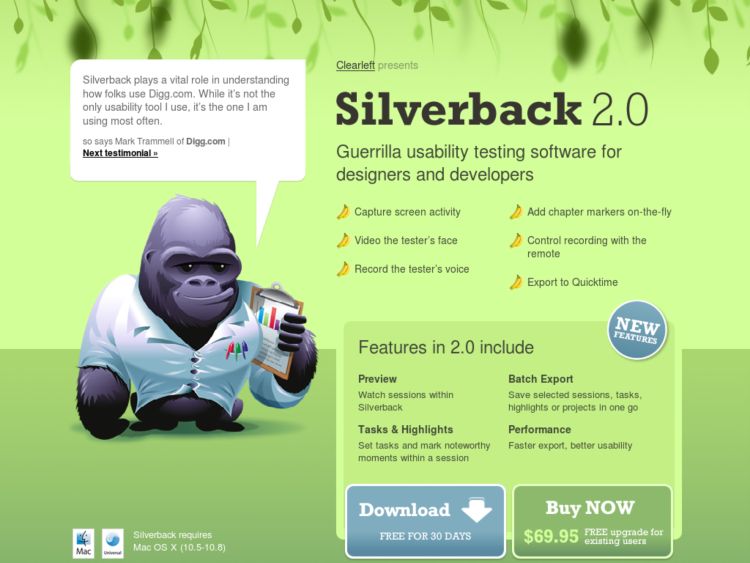 Silverback plays a vital role in understanding
how folks use Digg.com. While it's not the
only usability tool I use, it's the one I am
using most often.
so says Mark Trammell of Digg.com |
Next testimonial »
Clearleft presents
Silverback 2.0
Guerrilla usability testing software for
designers and developers
Capture screen activity
Video the tester's face
Record the tester's voice
Add chapter markers on-the-fly
Control recording with the
remote
Export to Quicktime
NEW
FEATURES
Features in 2.0 include
Preview
Watch sessions within
Silverback
Batch Export
Save selected sessions, tasks,
highlights or projects in one go
Tasks & Highlights
Set tasks and mark noteworthy
moments within a session
Performance
Faster export, better usability
Download
FREE FOR 30 DAYS
Buy NOW
$69.95 FREE upgrade for
existing users
Mac
Universal
Silverback requires
Mac OS X (10.5-10.8)